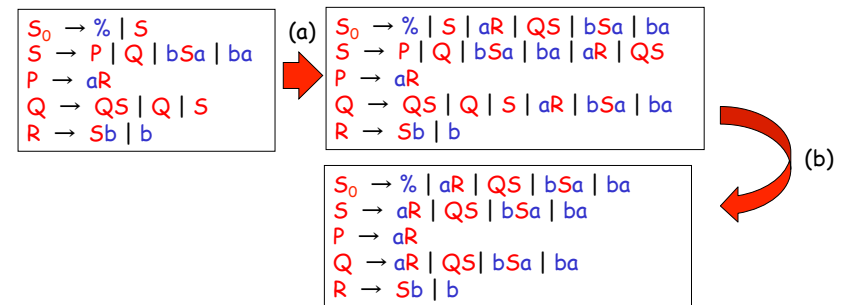 S₀ → % | S
S → P | Q | bSa | ba
P → aR
Q → QS | Q | S
R → Sb | b
(a)
S₀ → % | S | aR | QS | bSa | ba
S → P | Q | bSa | ba | aR | QS
P → aR
Q → QS | Q | S | aR | bSa | ba
R → Sb | b
(b)
S₀ → % | aR | QS | bSa | ba
S → aR | QS | bSa | ba
P → aR
Q → aR | QS| bSa | ba
R → Sb | b